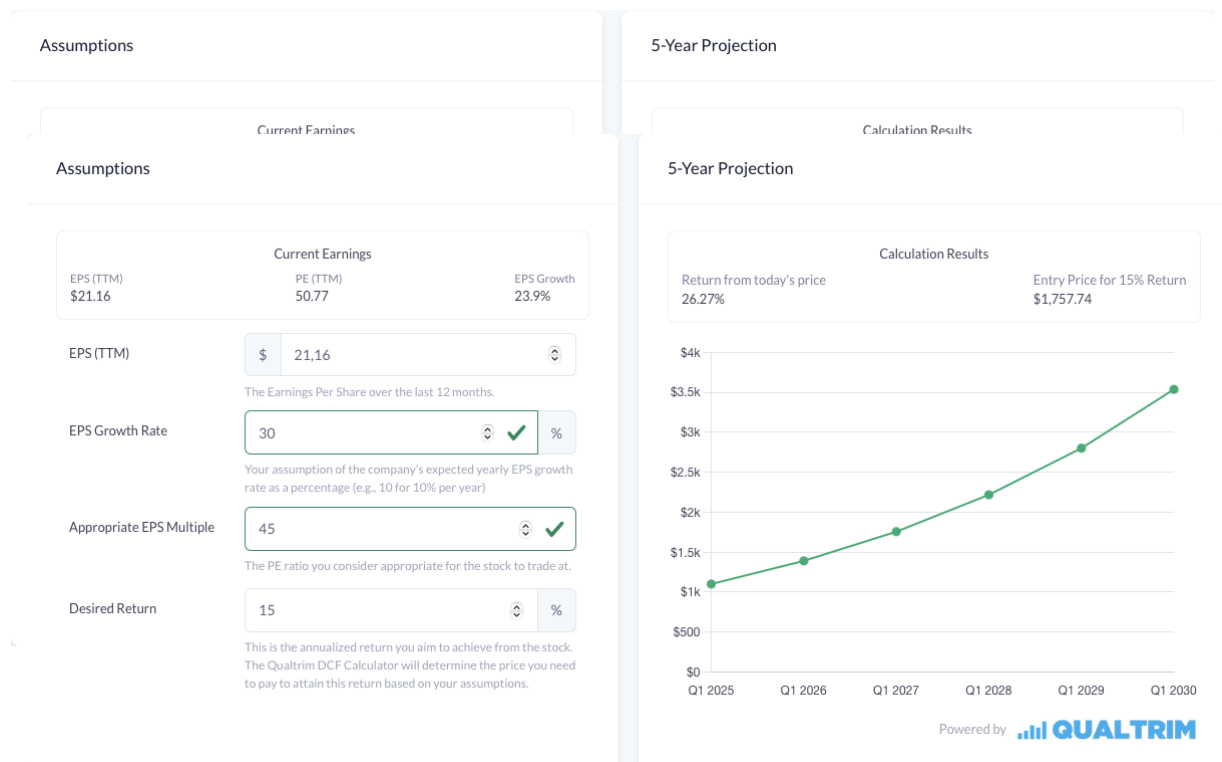 Assumptions
5-Year Projection
Current Earnings
Calculation Results
Assumptions
5-Year Projection
Current Earnings
EPS (TTM)
PE (TTM)
EPS Growth
$21.16
50.77
23.9%
Calculation Results
Return from today's price
Entry Price for 15% Return
26.27%
$1,757.74
EPS (TTM)
$
21,16
The Earnings Per Share over the last 12 months.
EPS Growth Rate
30
%
Your assumption of the company's expected yearly EPS growth
rate as a percentage (e.g., 10 for 10% per year)
Appropriate EPS Multiple
45
The PE ratio you consider appropriate for the stock to trade at.
Desired Return
15
%
This is the annualized return you aim to achieve from the stock.
The Qualtrim DCF Calculator will determine the price you need
to pay to attain this return based on your assumptions.
$4k
$3.5k
$3k
$2.5k
$2k
$1.5k
$1k
$500
$0
Q1 2025
Q1 2026
Q1 2027
Q1 2028
Q1 2029
Q1 2030
Powered by
QUALTRIM